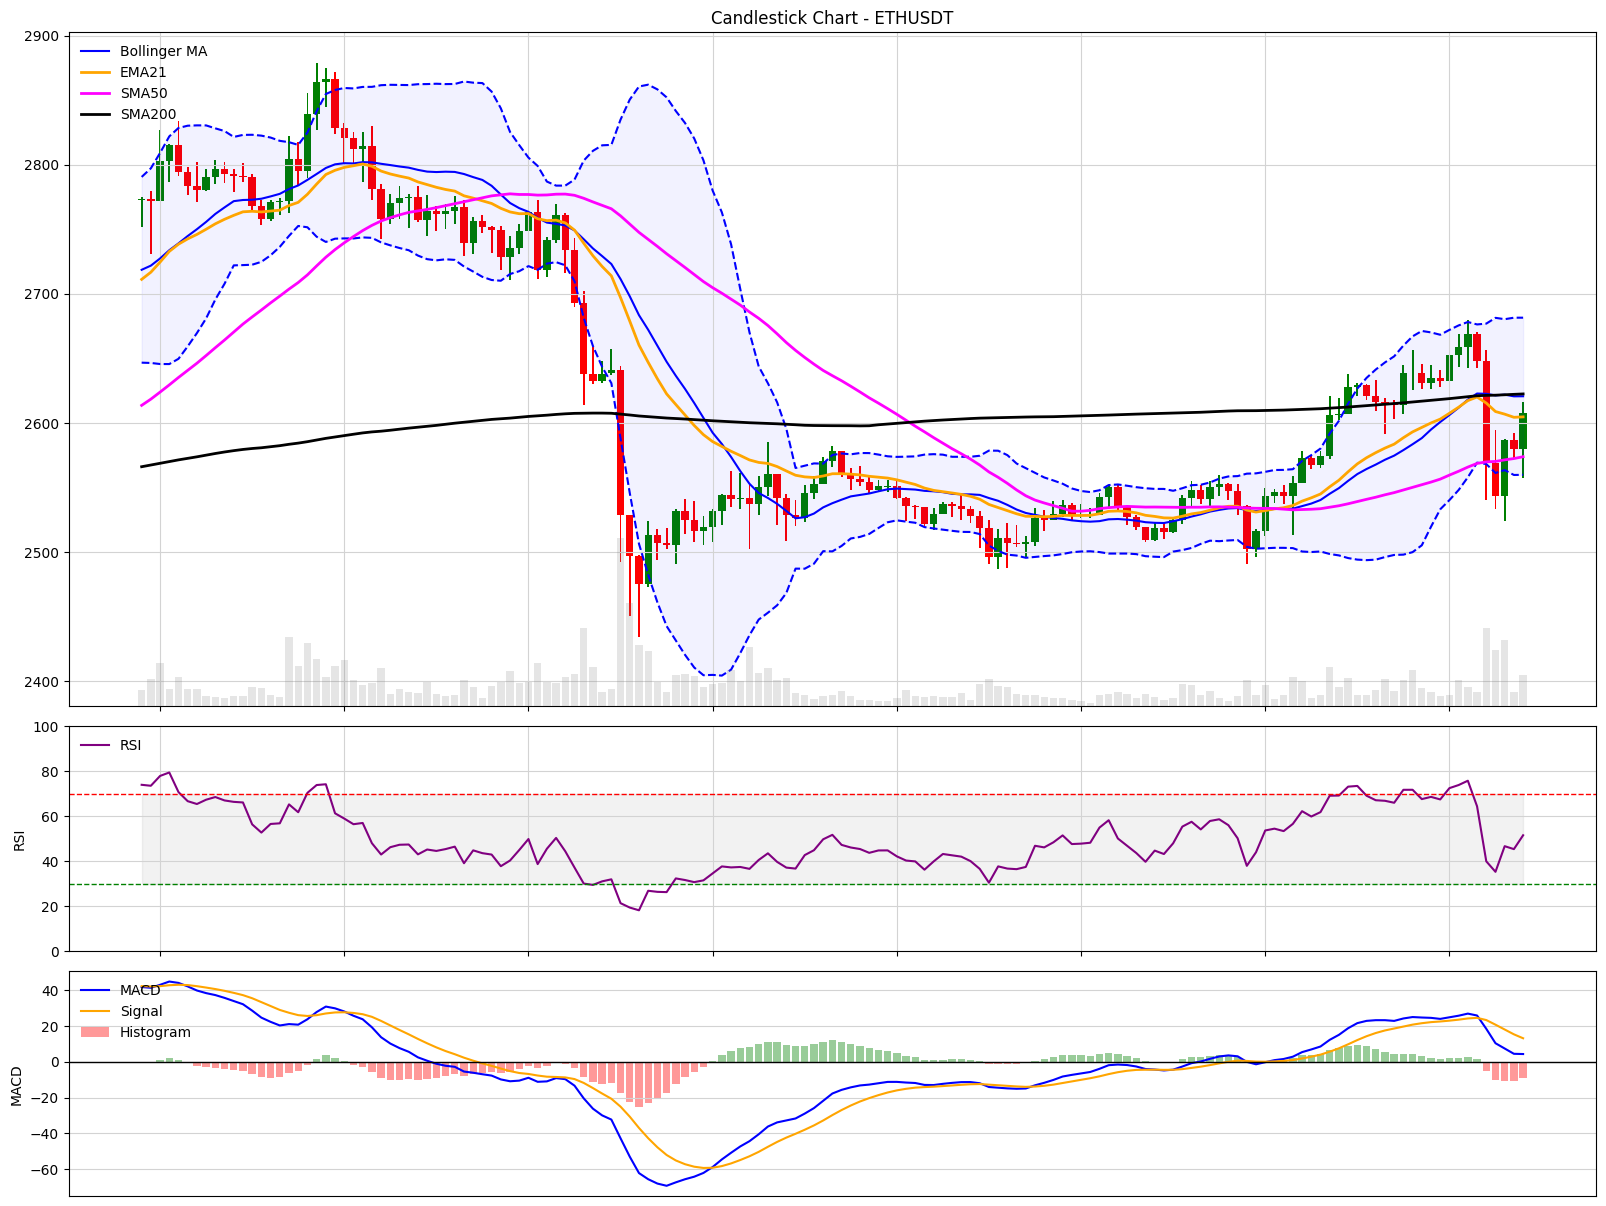 Candlestick Chart - ETHUSDT
2900
2800
2700
2600
2500
2400
Bollinger MA
EMA21
SMA50
SMA200
100
80
60
40
20
0
RSI
RSI
40
20
0
−20
−40
−60
MACD
MACD
Signal
Histogram